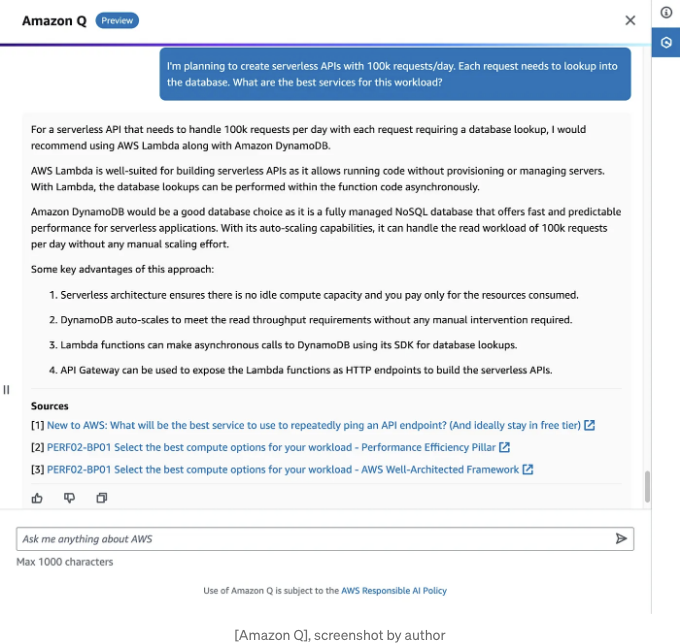 Amazon Q Preview
I'm planning to create serverless APIs with 100k requests/day. Each request needs to lookup into
the database. What are the best services for this workload?
For a serverless API that needs to handle 100k requests per day with each request requiring a database lookup, I would
recommend using AWS Lambda along with Amazon DynamoDB.
AWS Lambda is well-suited for building serverless APIs as it allows running code without provisioning or managing servers.
With Lambda, the database lookups can be performed within the function code asynchronously.
Amazon DynamoDB would be a good database choice as it is a fully managed NoSQL database that offers fast and predictable
performance for serverless applications. With its auto-scaling capabilities, it can handle the read workload of 100k requests
per day without any manual scaling effort.
Some key advantages of this approach:
1. Serverless architecture ensures there is no idle compute capacity and you pay only for the resources consumed.
2. DynamoDB auto-scales to meet the read throughput requirements without any manual intervention required.
3. Lambda functions can make asynchronous calls to DynamoDB using its SDK for database lookups.
4. API Gateway can be used to expose the Lambda functions as HTTP endpoints to build the serverless APIs.
Sources
[1] New to AWS: What will be the best service to use to repeatedly ping an API endpoint? (And ideally stay in free tier)
[2] PERF02-BP01 Select the best compute options for your workload - Performance Efficiency Pillar
[3] PERF02-BP01 Select the best compute options for your workload - AWS Well-Architected Framework
Ask me anything about AWS
Max 1000 characters
Use of Amazon Q is subject to the AWS Responsible AI Policy
[Amazon Q], screenshot by author